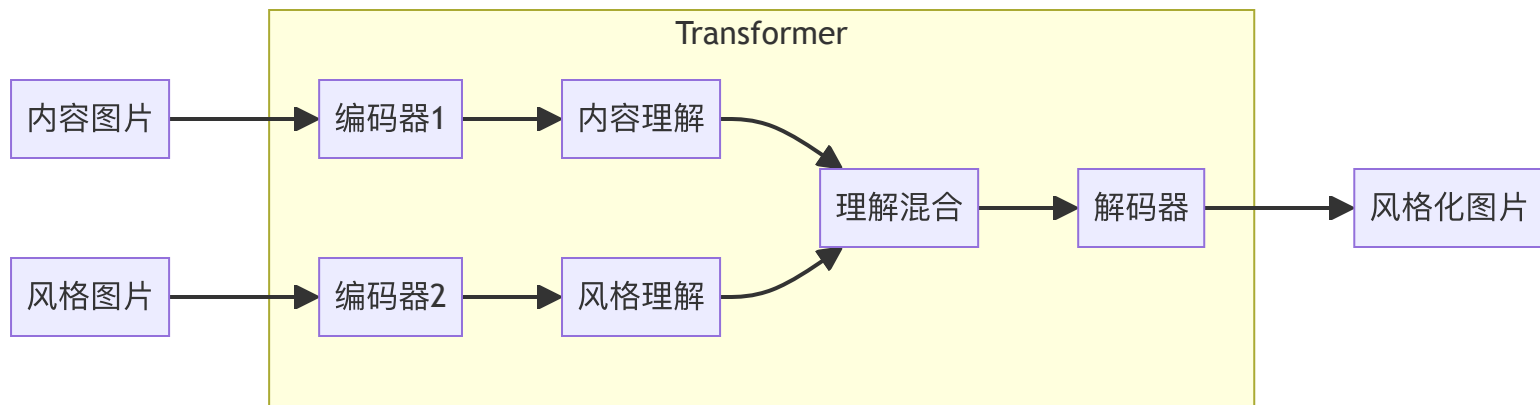 Transformer
内容图片
编码器1
内容理解
理解混合
解码器
风格化图片
风格图片
编码器2
风格理解